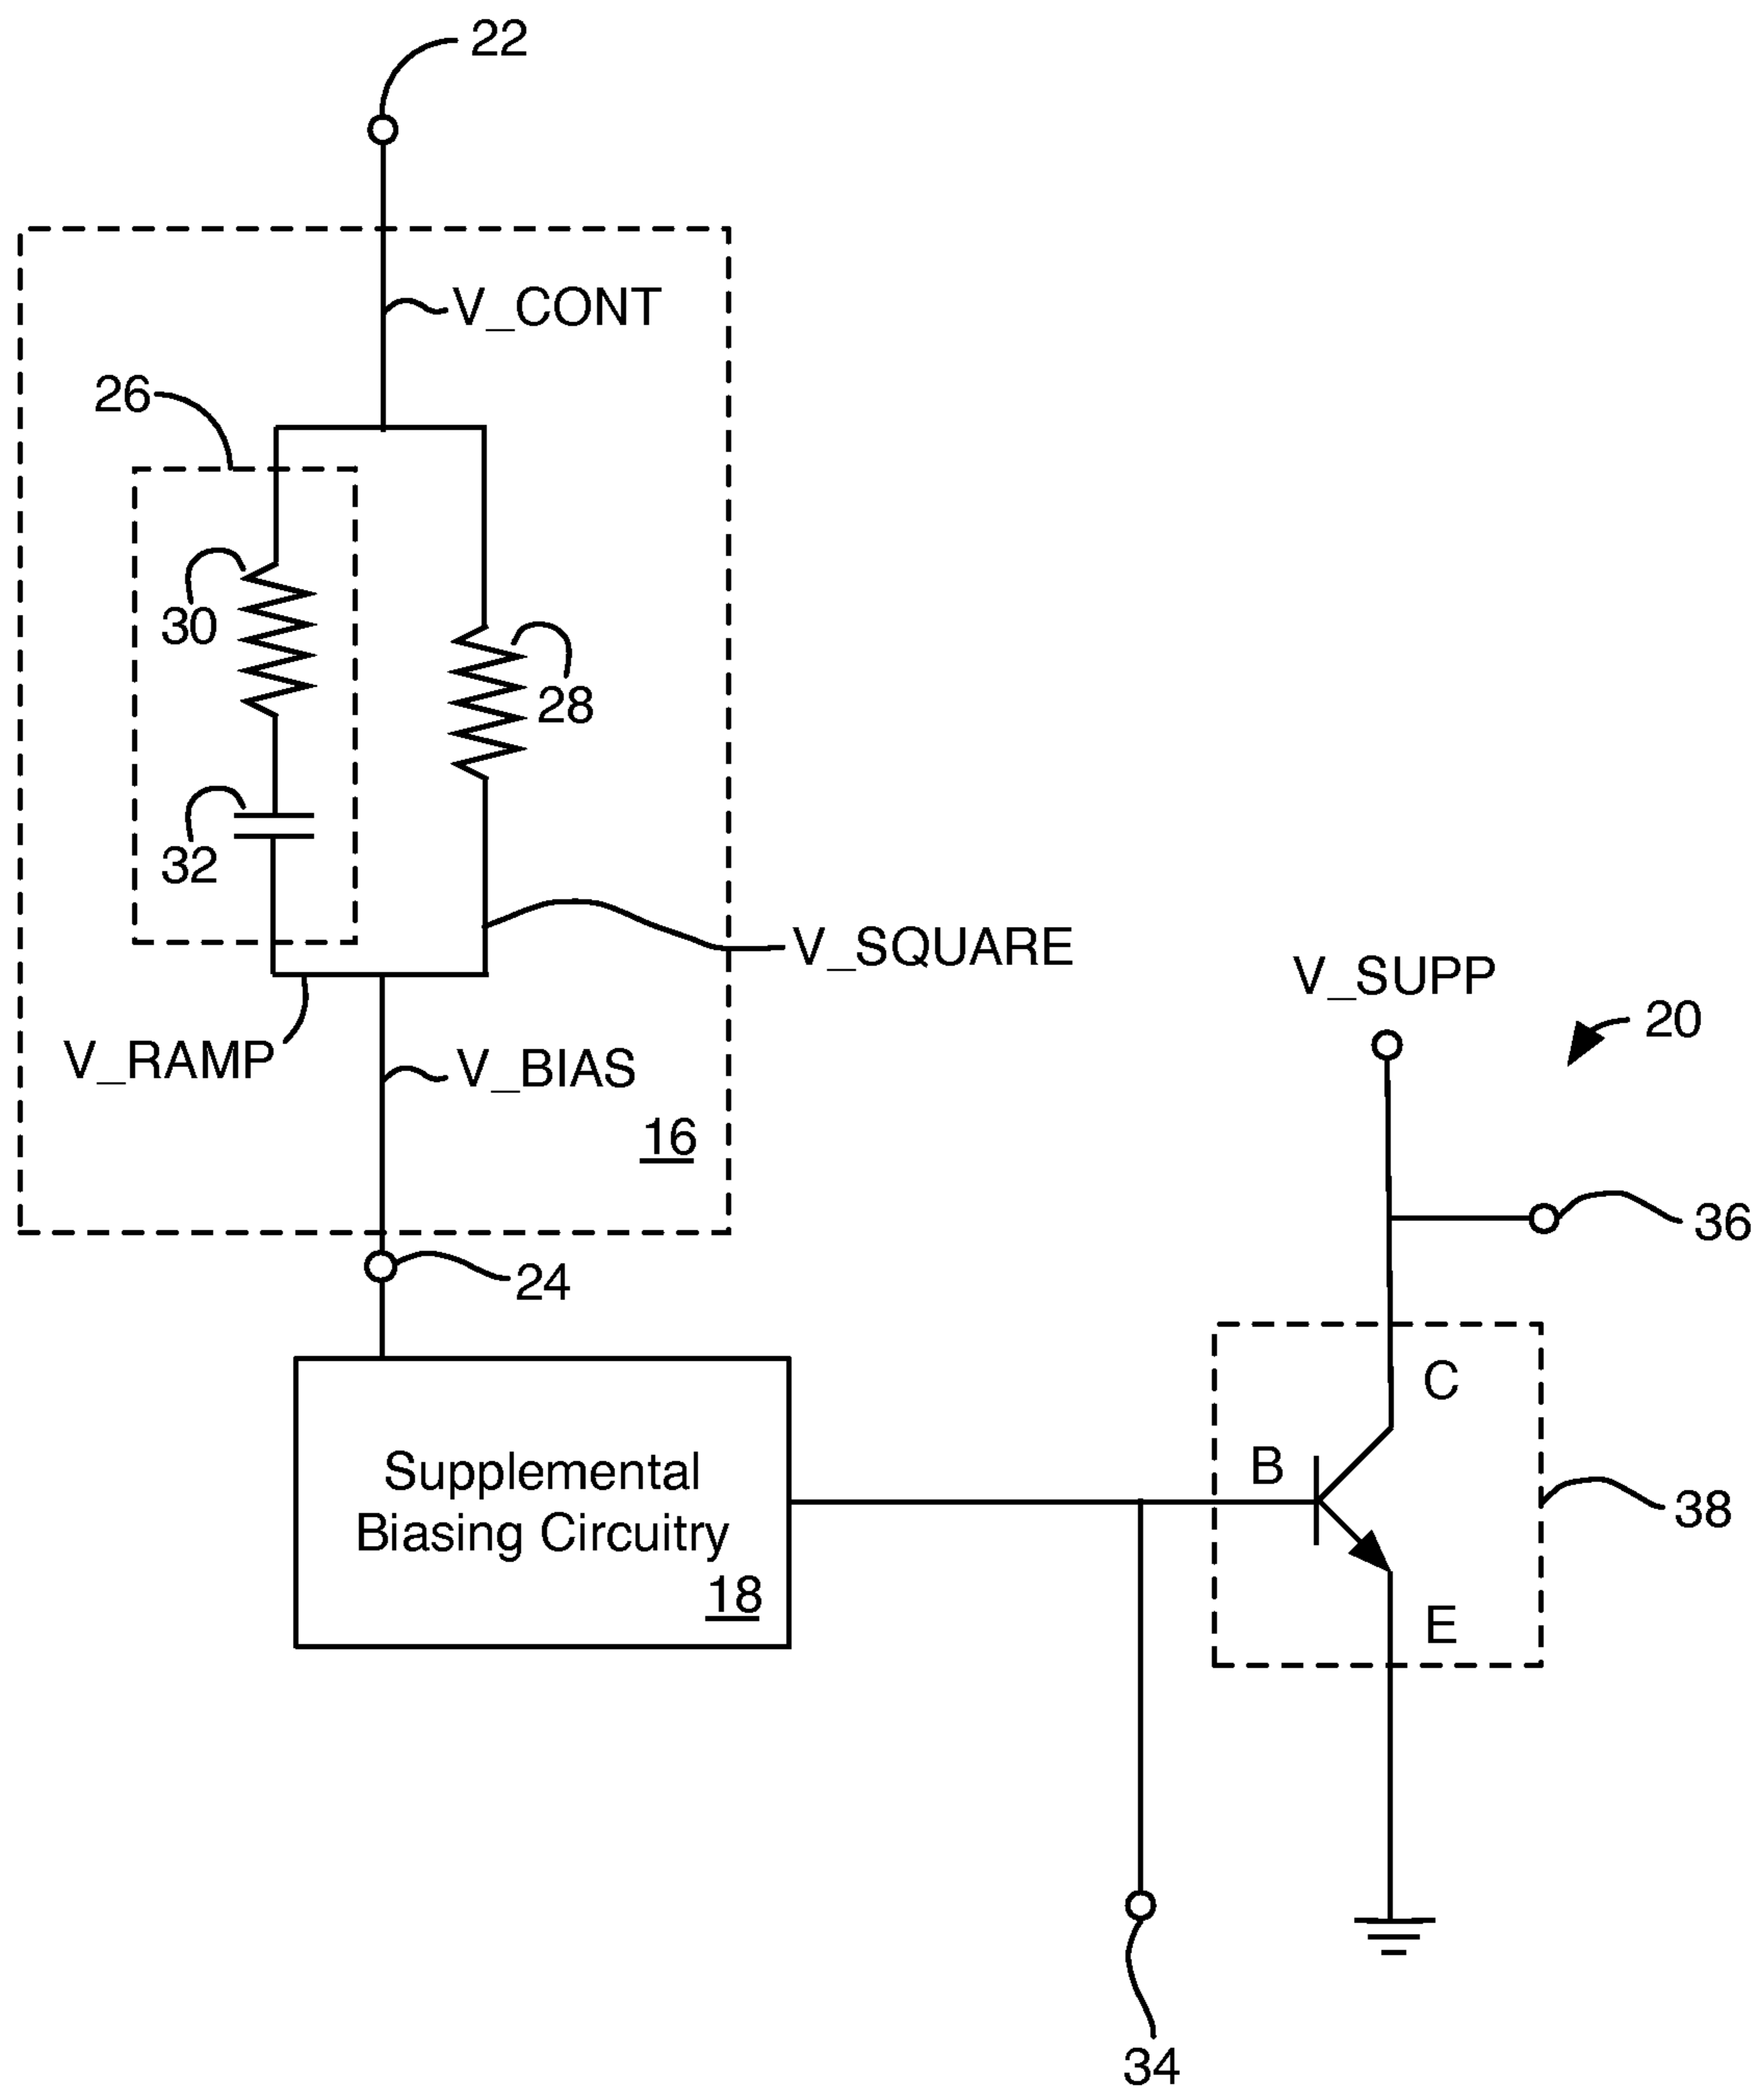 22
V_CONT
26
30
28
32
V_SQUARE
V_SUPP
20
V_RAMP
V_BIAS
16
36
24
C
Supplemental
Biasing Circuitry
18
B
38
E
34